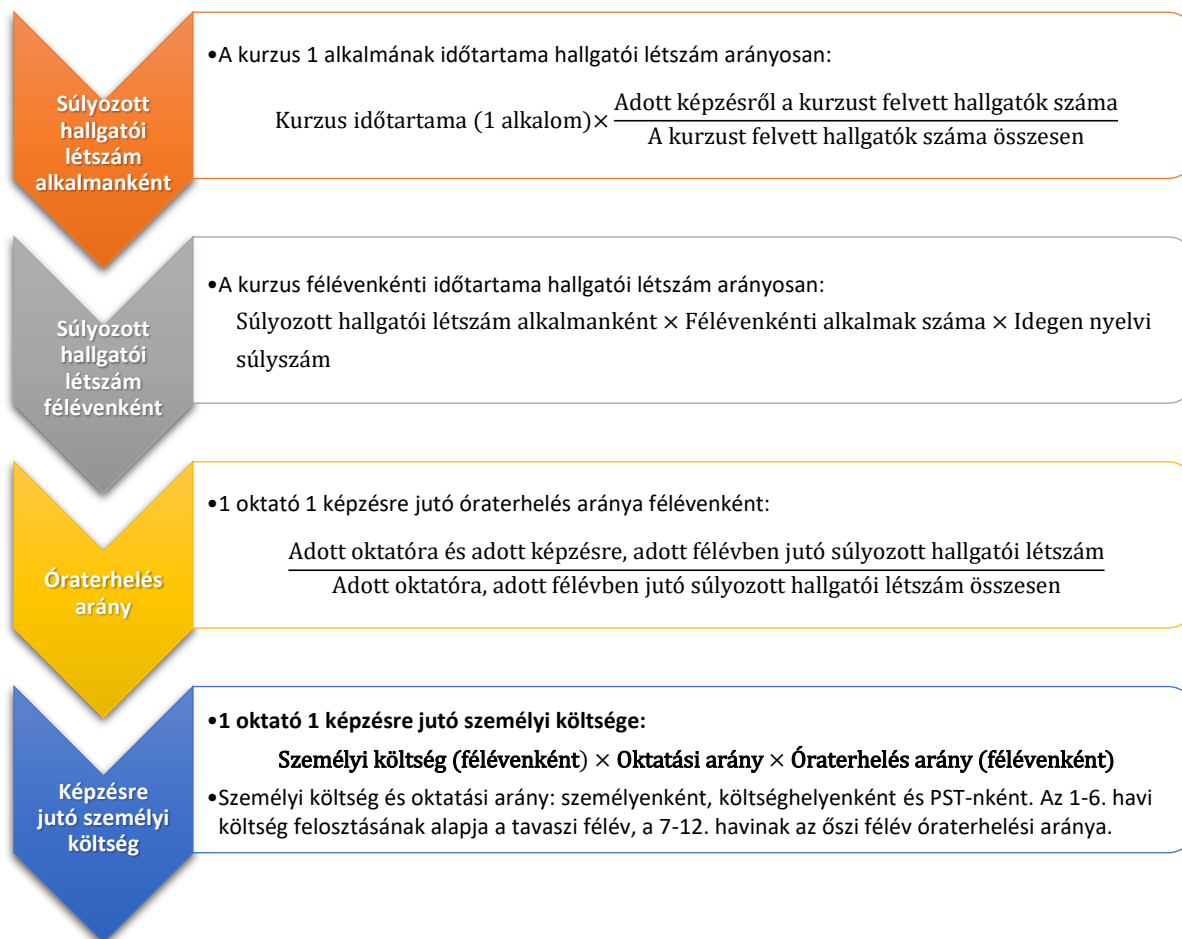 Súlyozott
hallgatói
létszám
alkalmanként
•A kurzus 1 alkalmának időtartama hallgatói létszám arányosan:
Kurzus időtartama (1 alkalom)× Adott képzésről a kurzust felvett hallgatók száma
A kurzust felvett hallgatók száma összesen
Súlyozott
hallgatói
létszám
félévenként
•A kurzus félévenkénti időtartama hallgatói létszám arányosan:
Súlyozott hallgatói létszám alkalmanként × Félévenkénti alkalmak száma × Idegen nyelvi
súlyszám
Óraterhelés
arány
•1 oktató 1 képzésre jutó óraterhelés aránya félévenként:
Adott oktatóra és adott képzésre, adott félévben jutó súlyozott hallgatói létszám
Adott oktatóra, adott félévben jutó súlyozott hallgatói létszám összesen
Képzésre
jutó személyi
költség
•1 oktató 1 képzésre jutó személyi költsége:
Személyi költség (félévenként) × Oktatási arány × Óraterhelés arány (félévenként)
•Személyi költség és oktatási arány: személyenként, költséghelyenként és PST-nként. Az 1-6. havi
költség felosztásának alapja a tavaszi félév, a 7-12. havinak az őszi félév óraterhelési aránya.